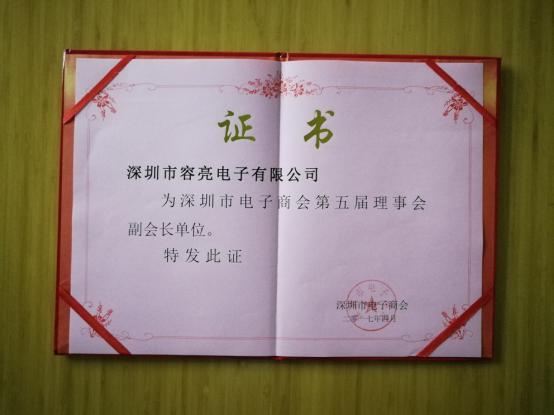 证 书
深圳市容亮电子有限公司
为深圳市电子商会第五届理事会
副会长单位。
特发此证
深圳市电子商会
二〇一七年四月